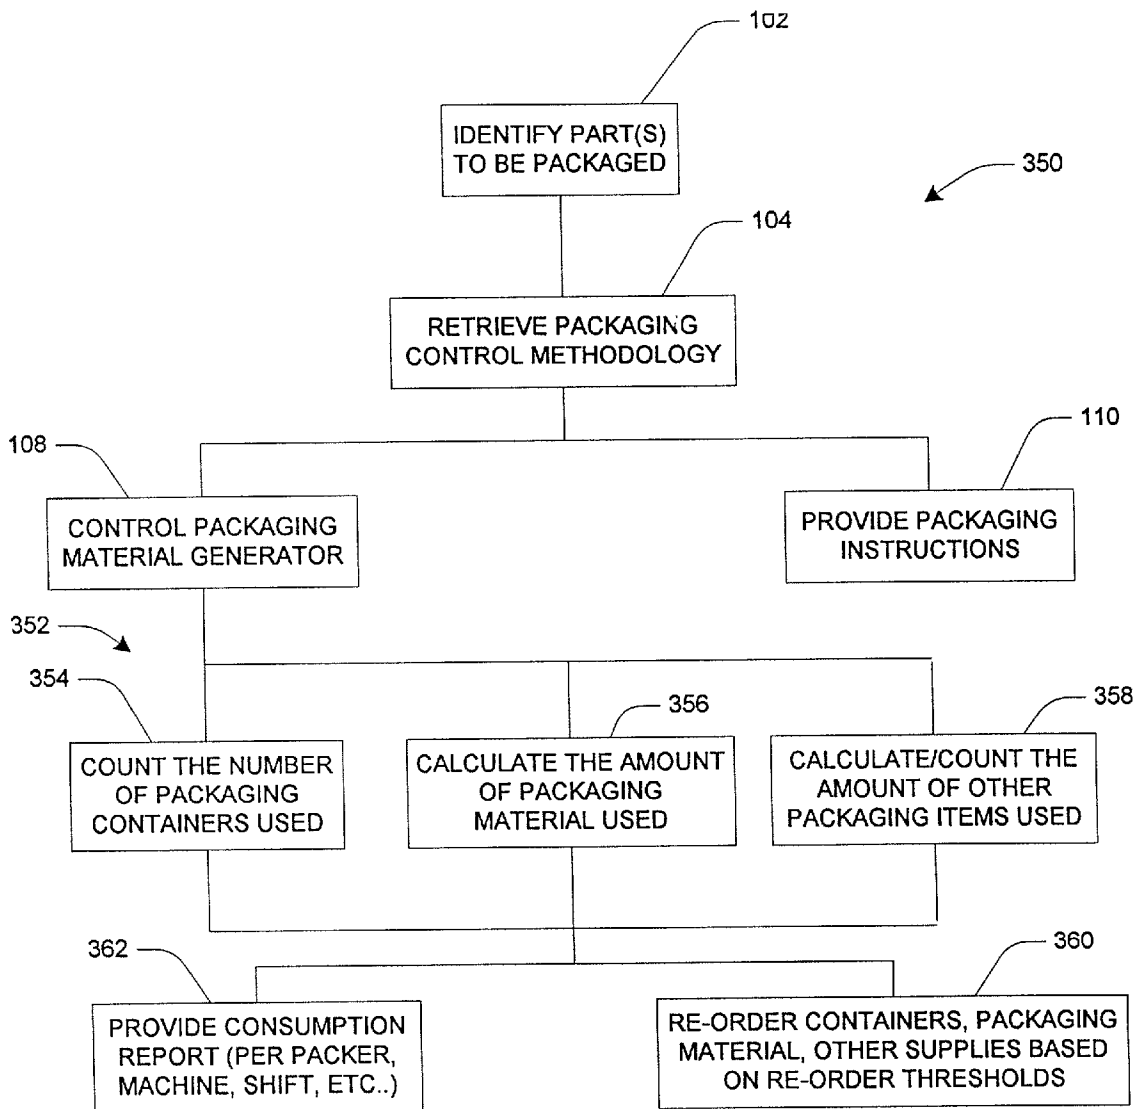 102
IDENTIFY PART(S)
TO BE PACKAGED
350
104
RETRIEVE PACKAGING
CONTROL METHODOLOGY
108
110
CONTROL PACKAGING
MATERIAL GENERATOR
PROVIDE PACKAGING
INSTRUCTIONS
352
354
356
358
COUNT THE NUMBER
OF PACKAGING
CONTAINERS USED
CALCULATE THE AMOUNT
OF PACKAGING
MATERIAL USED
CALCULATE/COUNT THE
AMOUNT OF OTHER
PACKAGING ITEMS USED
362
360
PROVIDE CONSUMPTION
REPORT (PER PACKER,
MACHINE, SHIFT, ETC..)
RE-ORDER CONTAINERS, PACKAGING
MATERIAL, OTHER SUPPLIES BASED
ON RE-ORDER THRESHOLDS